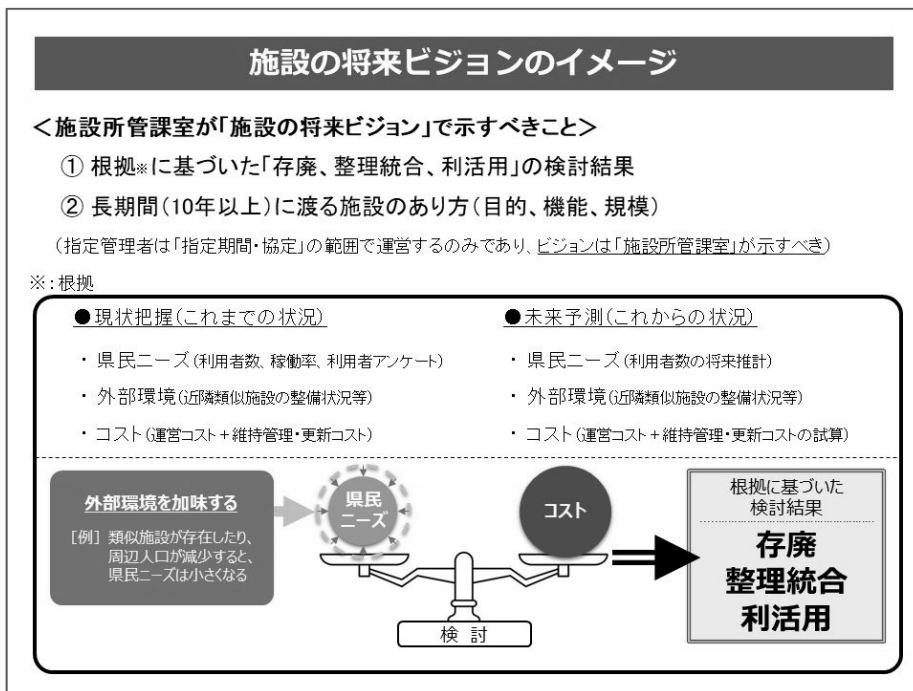 施設の将来ビジョンのイメージ
＜施設所管課室が「施設の将来ビジョン」で示すべきこと＞
① 根拠※に基づいた「存廃、整理統合、利活用」の検討結果
② 長期間（10年以上）に渡る施設のあり方（目的、機能、規模）
（指定管理者は「指定期間・協定」の範囲で運営するのみであり、ビジョンは「施設所管課室」が示すべき）
※：根拠
●現状把握（これまでの状況）
・ 県民ニーズ（利用者数、稼働率、利用者アンケート）
・ 外部環境（近隣類似施設の整備状況等）
・ コスト（運営コスト＋維持管理・更新コスト）
●未来予測（これからの状況）
・ 県民ニーズ（利用者数の将来推計）
・ 外部環境（近隣類似施設の整備状況等）
・ コスト（運営コスト＋維持管理・更新コストの試算）
外部環境を加味する
［例］ 類似施設が存在したり、
周辺人口が減少すると、
県民ニーズは小さくなる
県民
ニーズ
コスト
検 討
根拠に基づいた
検討結果
存廃
整理統合
利活用